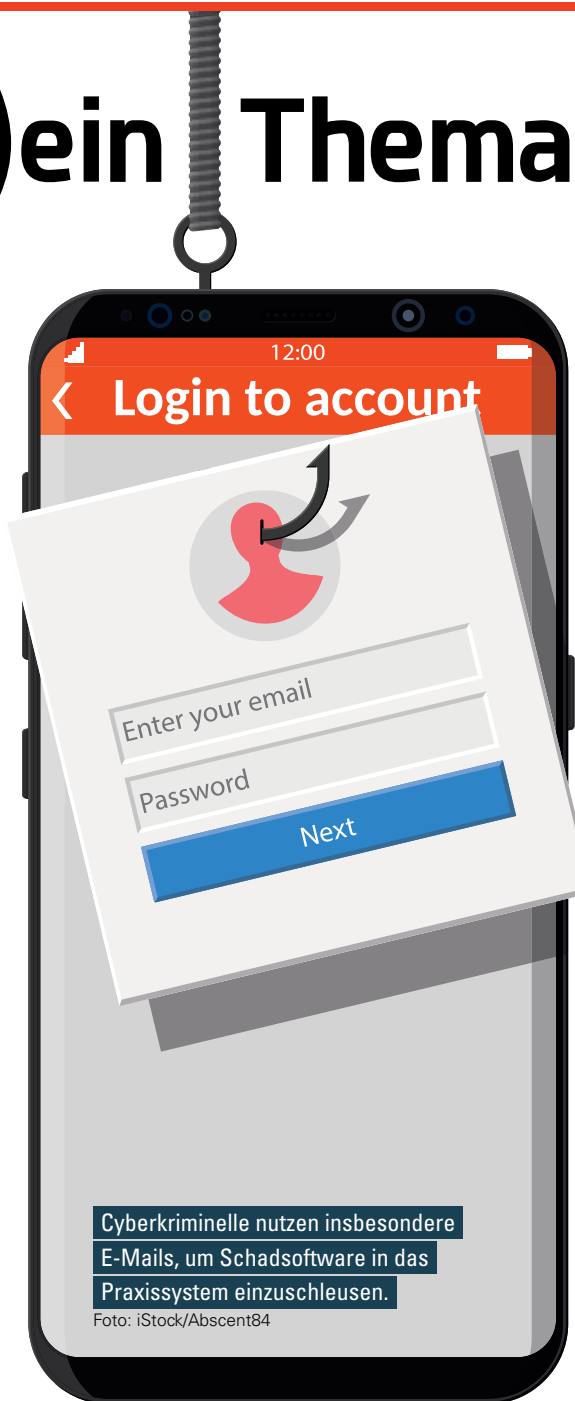 )ein Thema
12:00
Login to account
Enter your email
Password
Next
Cyberkriminelle nutzen insbesondere
E-Mails, um Schadsoftware in das
Praxissystem einzuschleusen.
Foto: iStock/Abscent84